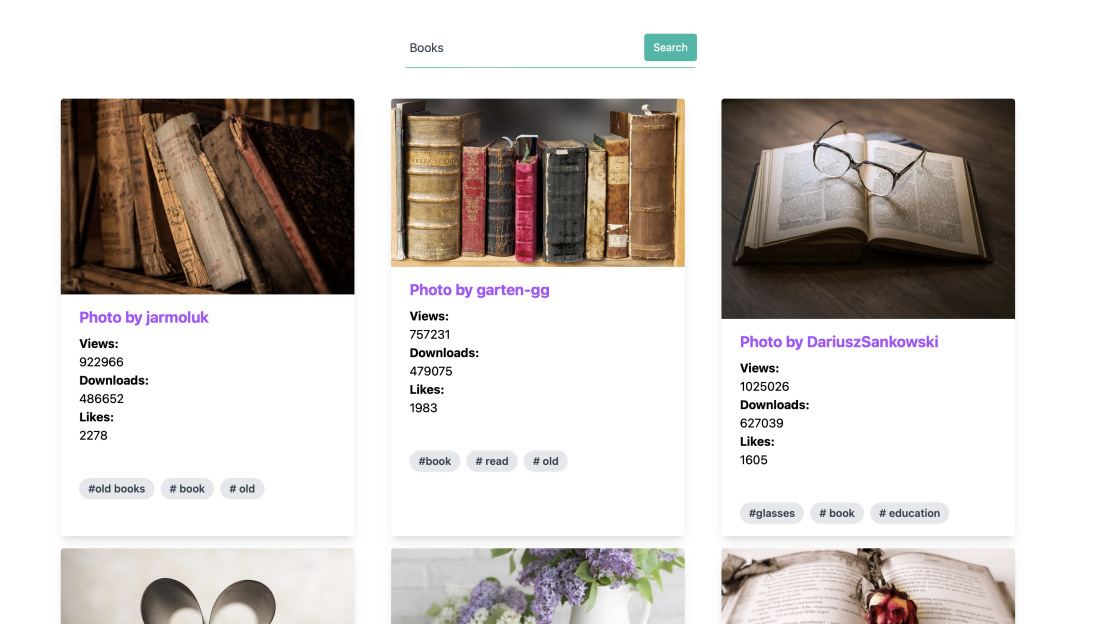 Books
Search
Photo by jarmoluk
Views:
922966
Downloads:
486652
Likes:
2278
#old books # book # old
Photo by garten-gg
Views:
757231
Downloads:
479075
Likes:
1983
#book # read # old
Photo by DariuszSankowski
Views:
1025026
Downloads:
627039
Likes:
1605
#glasses # book # education